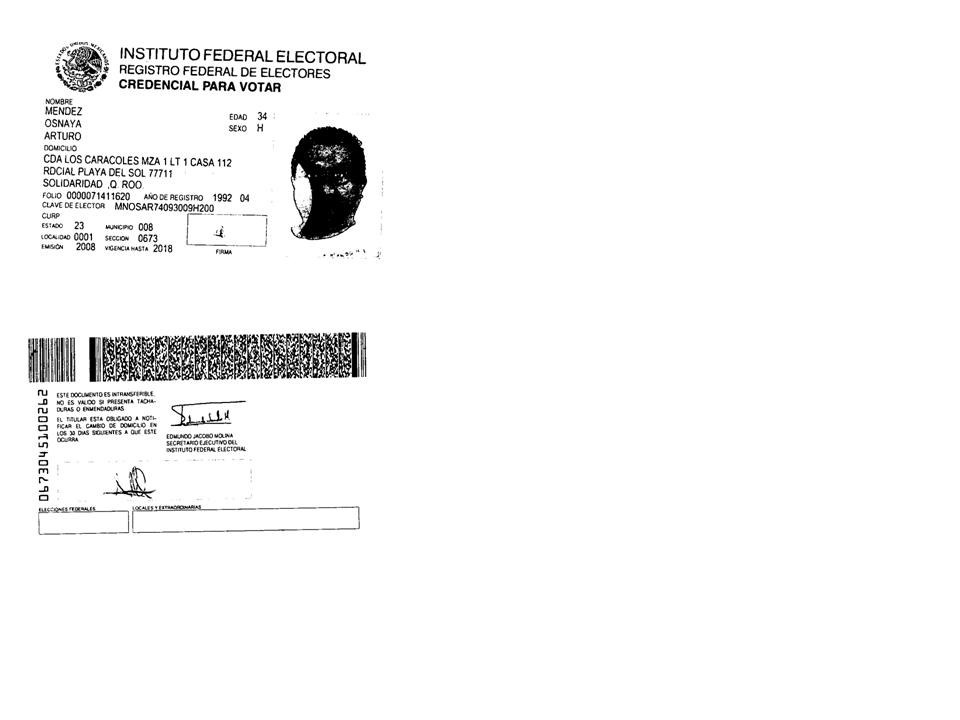 ESTADOS UNIDOS MEXICANOS
INSTITUTO FEDERAL ELECTORAL
REGISTRO FEDERAL DE ELECTORES
CREDENCIAL PARA VOTAR
NOMBRE
MENDEZ
OSNAYA
ARTURO
EDAD 34
SEXO H
DOMICILIO
CDA LOS CARACOLES MZA 1 LT 1 CASA 112
RDCIAL PLAYA DEL SOL 77711
SOLIDARIDAD ,Q. ROO.
FOLIO 0000071411620 AÑO DE REGISTRO 1992 04
CLAVE DE ELECTOR MNOSAR74093009H200
CURP
ESTADO 23 MUNICIPIO 008
LOCALIDAD 0001 SECCION 0673
EMISIÓN 2008 VIGENCIA HASTA 2018
FIRMA
ESTE DOCUMENTO ES INTRANSFERIBLE,
NO ES VALIDO SI PRESENTA TACHA-
DURAS O ENMENDADURAS.
EL TITULAR ESTA OBLIGADO A NOTI-
FICAR EL CAMBIO DE DOMICILIO EN
LOS 30 DIAS SIGUIENTES A QUE ESTE
OCURRA.
EDMUNDO JACOBO MOLINA
SECRETARIO EJECUTIVO DEL
INSTITUTO FEDERAL ELECTORAL
ELECCIONES FEDERALES
LOCALES Y EXTRAORDINARIAS